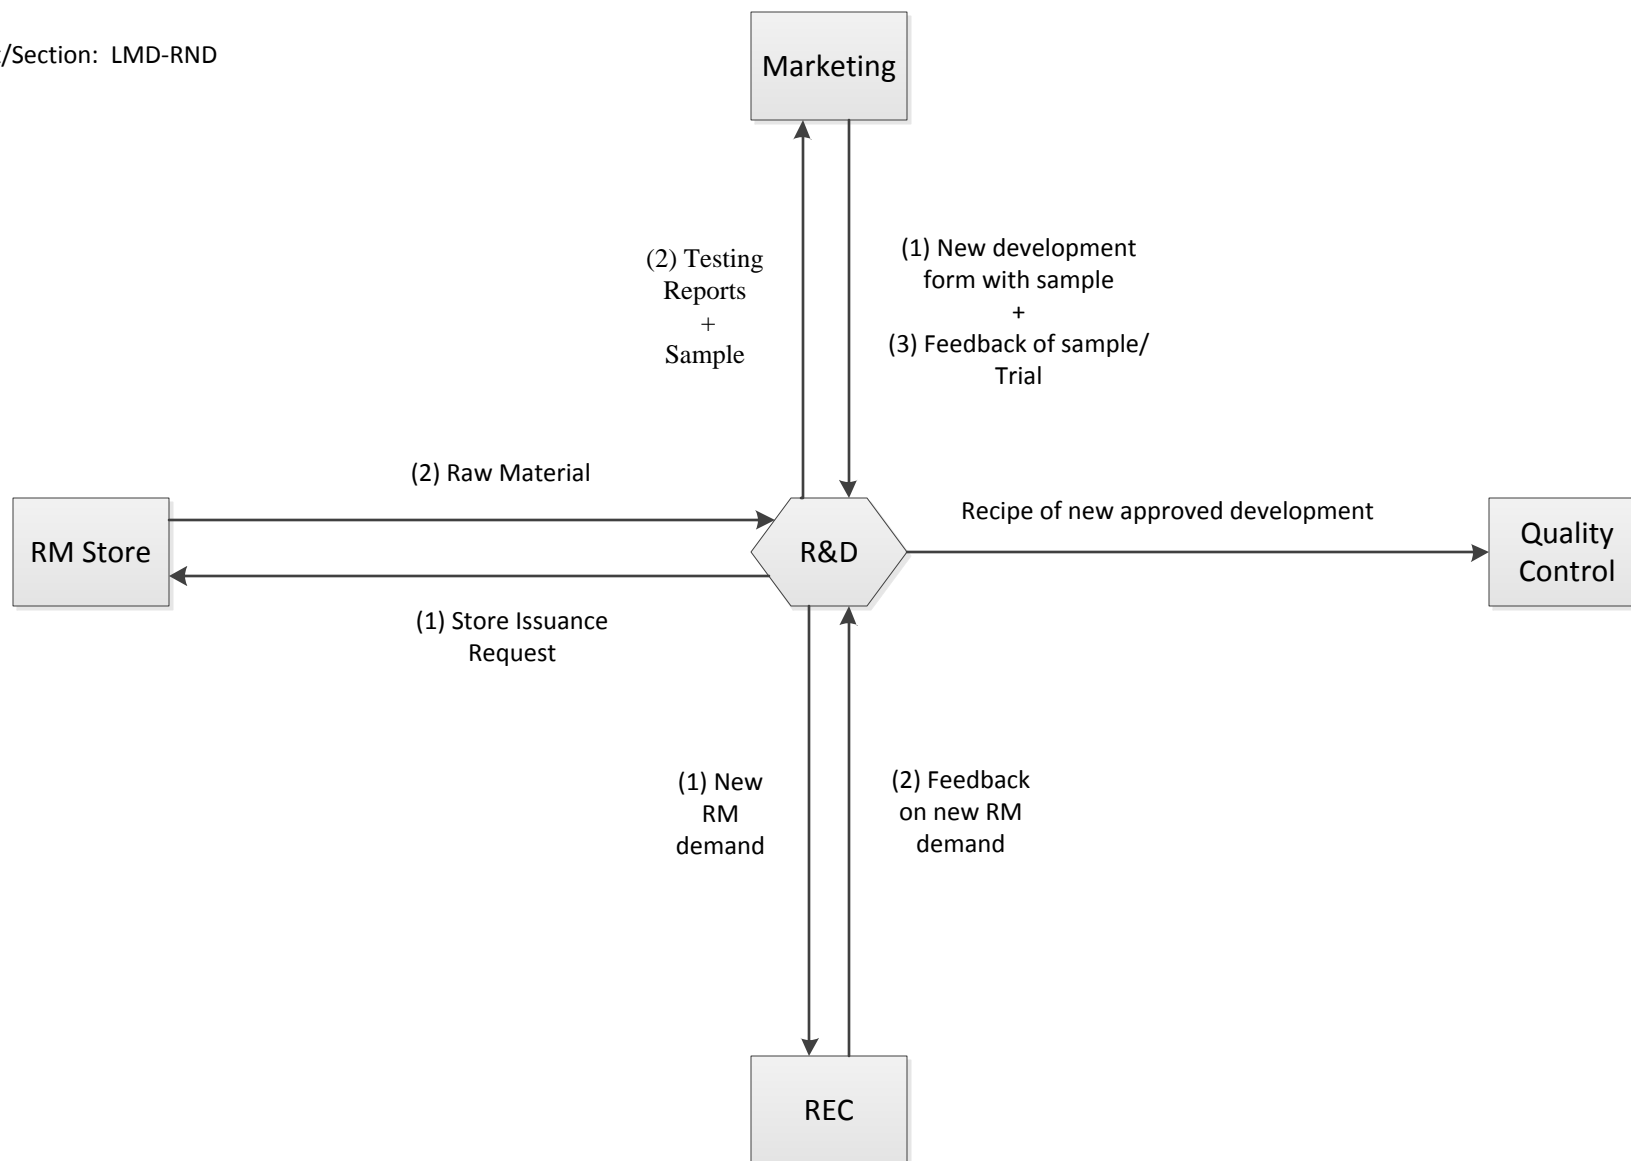 /Section:  LMD-RND
Marketing
(2) Testing
Reports
+
Sample
(1) New development
form with sample
+
(3) Feedback of sample/
Trial
(2) Raw Material
Recipe of new approved development
RM Store
R&D
Quality
Control
(1) Store Issuance
Request
(1) New
RM
demand
(2) Feedback
on new RM
demand
REC